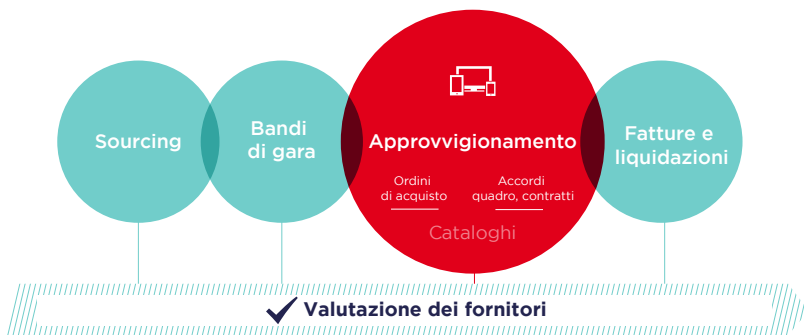 Sourcing
Bandi
di gara
Approvvigionamento
Ordini
di acquisto
Accordi
quadro, contratti
Cataloghi
Fatture e
liquidazioni
Valutazione dei fornitori